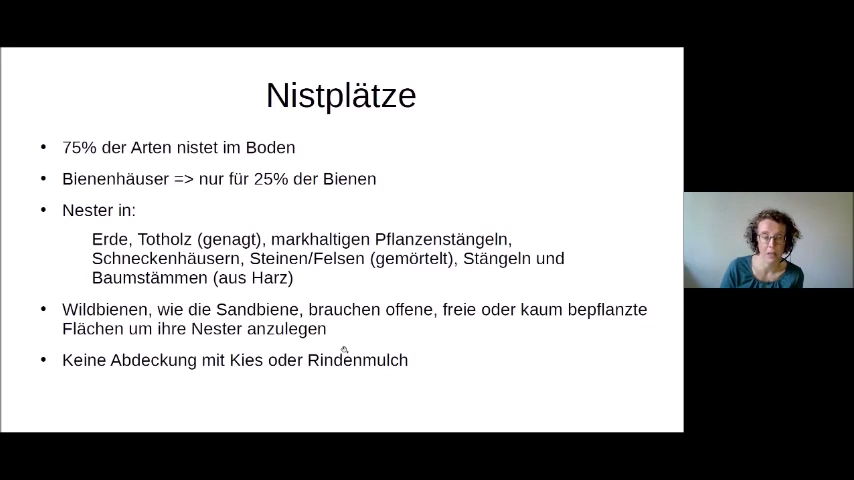 Nistplätze
• 75% der Arten nistet im Boden
• Bienenhäuser => nur für 25% der Bienen
• Nester in:
Erde, Totholz (genagt), markhaltigen Pflanzenstängeln,
Schneckenhäusern, Steinen/Felsen (gemörtelt), Stängeln und
Baumstämmen (aus Harz)
• Wildbienen, wie die Sandbiene, brauchen offene, freie oder kaum bepflanzte
Flächen um ihre Nester anzulegen
• Keine Abdeckung mit Kies oder Rindenmulch